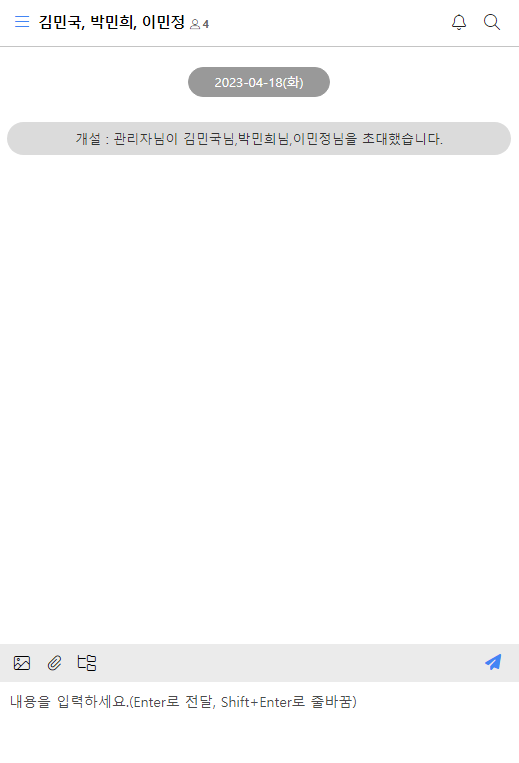 김민국, 박민희, 이민정 4
2023-04-18(화)
개설 : 관리자님이 김민국님,박민희님,이민정님을 초대했습니다.
내용을 입력하세요.(Enter로 전달, Shift+Enter로 줄바꿈)